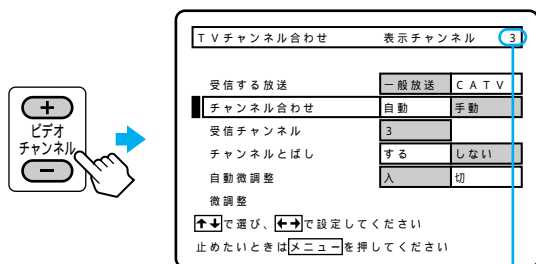 TVチャンネル合わせ 表示チャンネル 3
受信する放送 一般放送 CATV
チャンネル合わせ 自動 手動
受信チャンネル 3
チャンネルとばし する しない
自動微調整 入 切
微調整
↑↓で選び、←→で設定してください
止めたいときはメニューを押してください
+
ビデオ
チャンネル
−